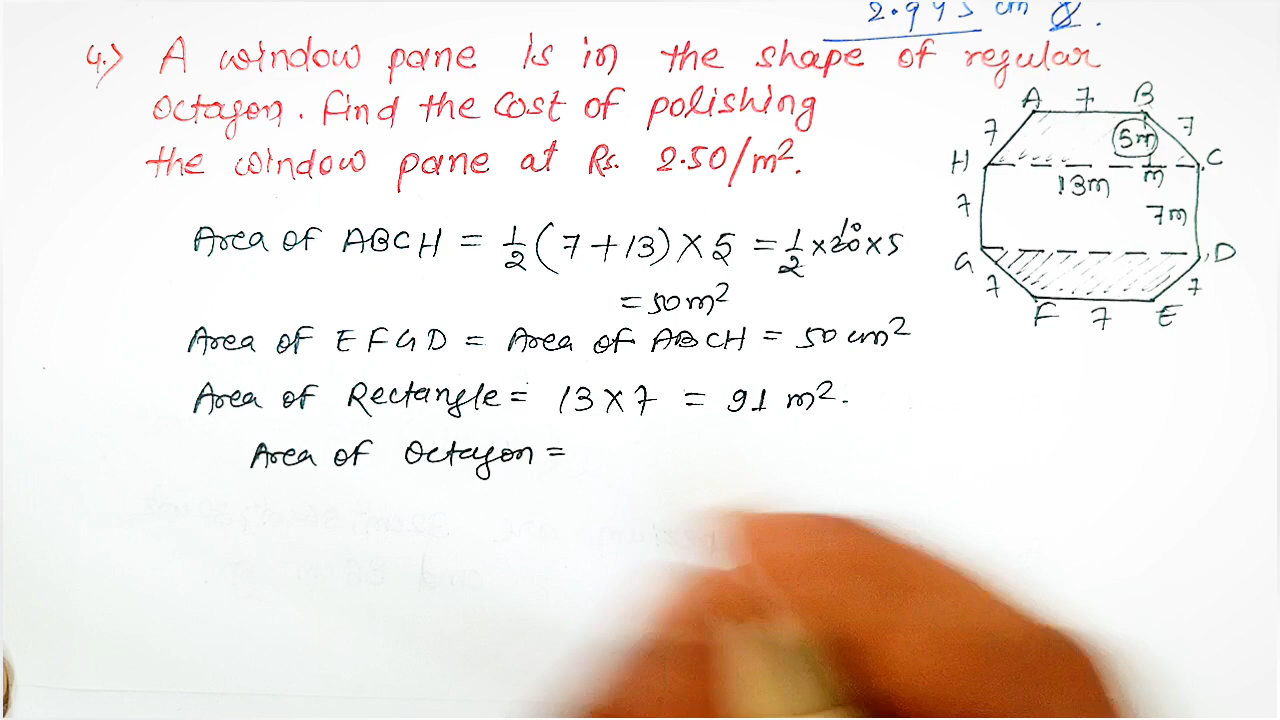 2.995 cm
4.) A window pane is in the shape of regular
octagon. Find the cost of polishing
the window pane at Rs. 2.50/m².
A 7 B
7 5m 7
H C
13m m
7 7m
G D
7 7
F 7 E
Area of ABCH = 1/2 (7+13) × 5 = 1/2 × 20 × 5
10
= 50 m²
Area of EFGD = Area of ABCH = 50 cm²
Area of Rectangle = 13 × 7 = 91 m².
Area of Octagon =